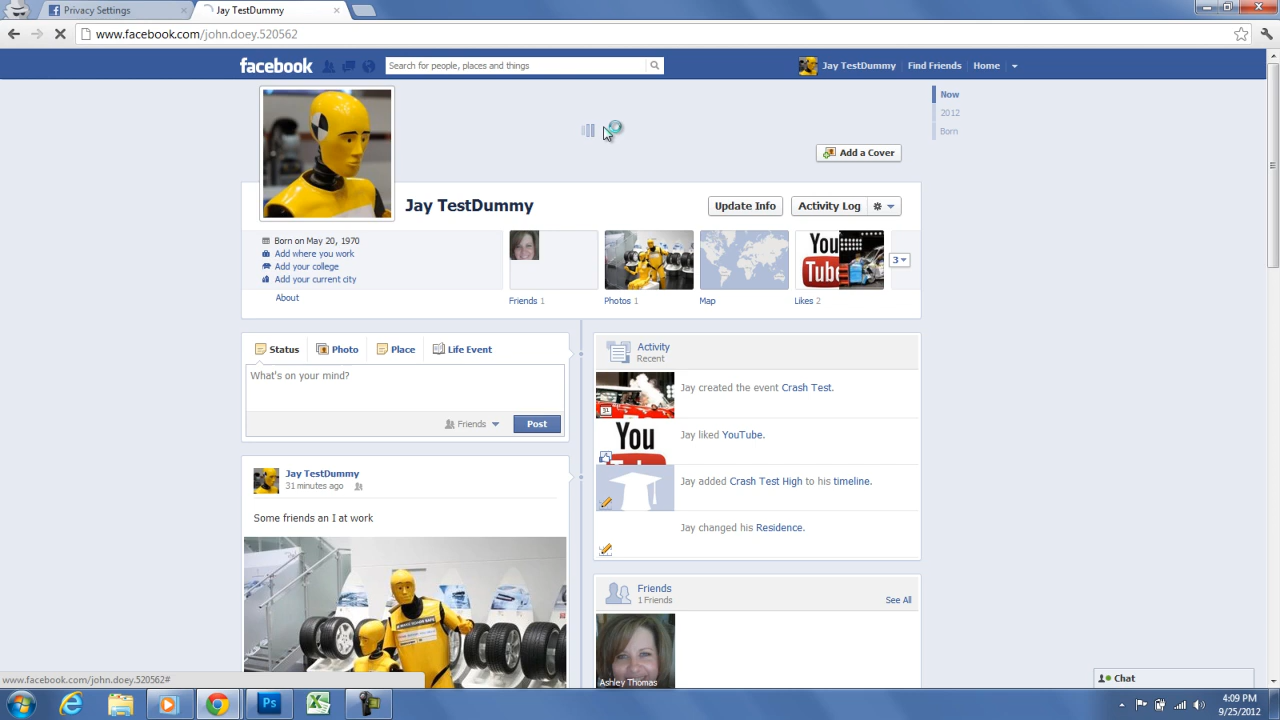 Privacy Settings
Jay TestDummy
www.facebook.com/john.doey.520562
facebook
Search for people, places and things
Jay TestDummy
Find Friends
Home
Now
2012
Born
Add a Cover
Jay TestDummy
Update Info
Activity Log
Born on May 20, 1970
Add where you work
Add your college
Add your current city
About
Friends 1
Photos 1
Map
You
Tube
Likes 2
3
Status
Photo
Place
Life Event
What's on your mind?
Friends
Post
Activity
Recent
Jay created the event Crash Test.
31
You
Jay liked YouTube.
Jay added Crash Test High to his timeline.
Jay changed his Residence.
Jay TestDummy
31 minutes ago
Some friends an I at work
Friends
1 Friends
See All
Ashley Thomas
www.facebook.com/john.doey.520562#
Chat
Ps
4:09 PM
9/25/2012